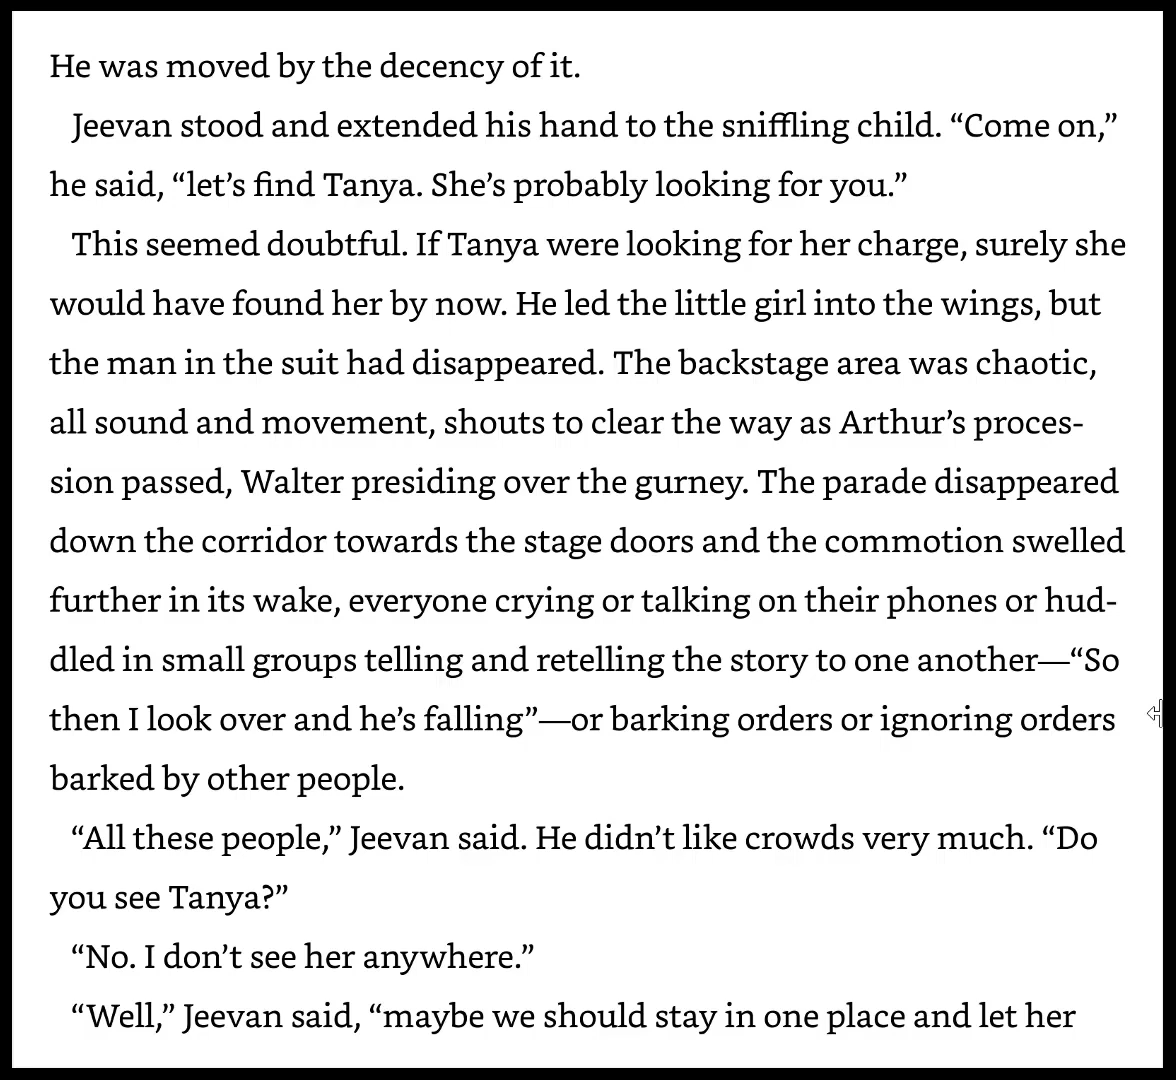 He was moved by the decency of it.
Jeevan stood and extended his hand to the sniffling child. “Come on,”
he said, “let’s find Tanya. She’s probably looking for you.”
This seemed doubtful. If Tanya were looking for her charge, surely she
would have found her by now. He led the little girl into the wings, but
the man in the suit had disappeared. The backstage area was chaotic,
all sound and movement, shouts to clear the way as Arthur’s proces-
sion passed, Walter presiding over the gurney. The parade disappeared
down the corridor towards the stage doors and the commotion swelled
further in its wake, everyone crying or talking on their phones or hud-
dled in small groups telling and retelling the story to one another—“So
then I look over and he’s falling”—or barking orders or ignoring orders
barked by other people.
“All these people,” Jeevan said. He didn’t like crowds very much. “Do
you see Tanya?”
“No. I don’t see her anywhere.”
“Well,” Jeevan said, “maybe we should stay in one place and let her